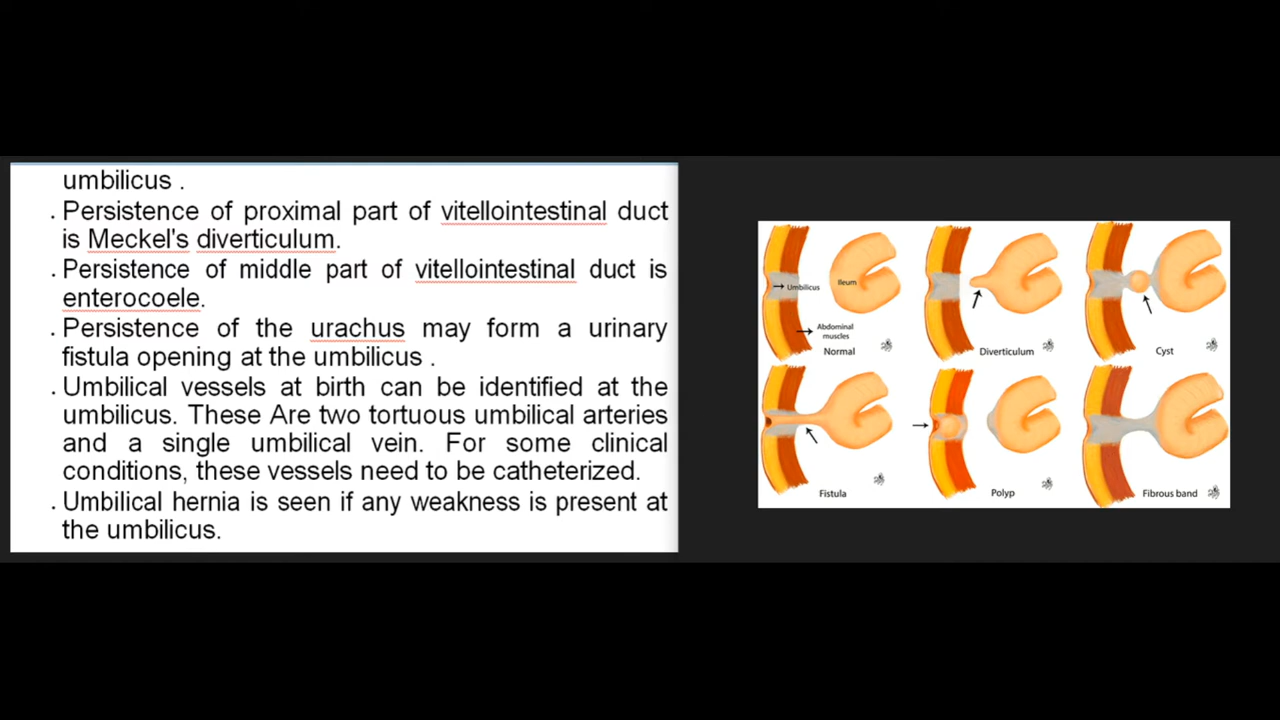 umbilicus .
. Persistence of proximal part of vitellointestinal duct
is Meckel's diverticulum.
. Persistence of middle part of vitellointestinal duct is
enterocoele.
. Persistence of the urachus may form a urinary
fistula opening at the umbilicus .
. Umbilical vessels at birth can be identified at the
umbilicus. These Are two tortuous umbilical arteries
and a single umbilical vein. For some clinical
conditions, these vessels need to be catheterized.
. Umbilical hernia is seen if any weakness is present at
the umbilicus.
Umbilicus
Ileum
Abdominal
muscles
Normal
Diverticulum
Cyst
Fistula
Polyp
Fibrous band